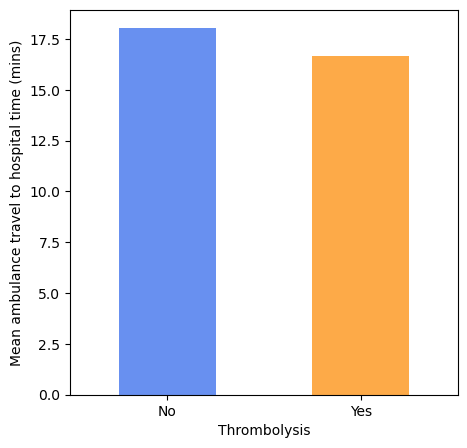 Mean ambulance travel to hospital time (mins)
17.5
15.0
12.5
10.0
7.5
5.0
2.5
0.0
No
Yes
Thrombolysis